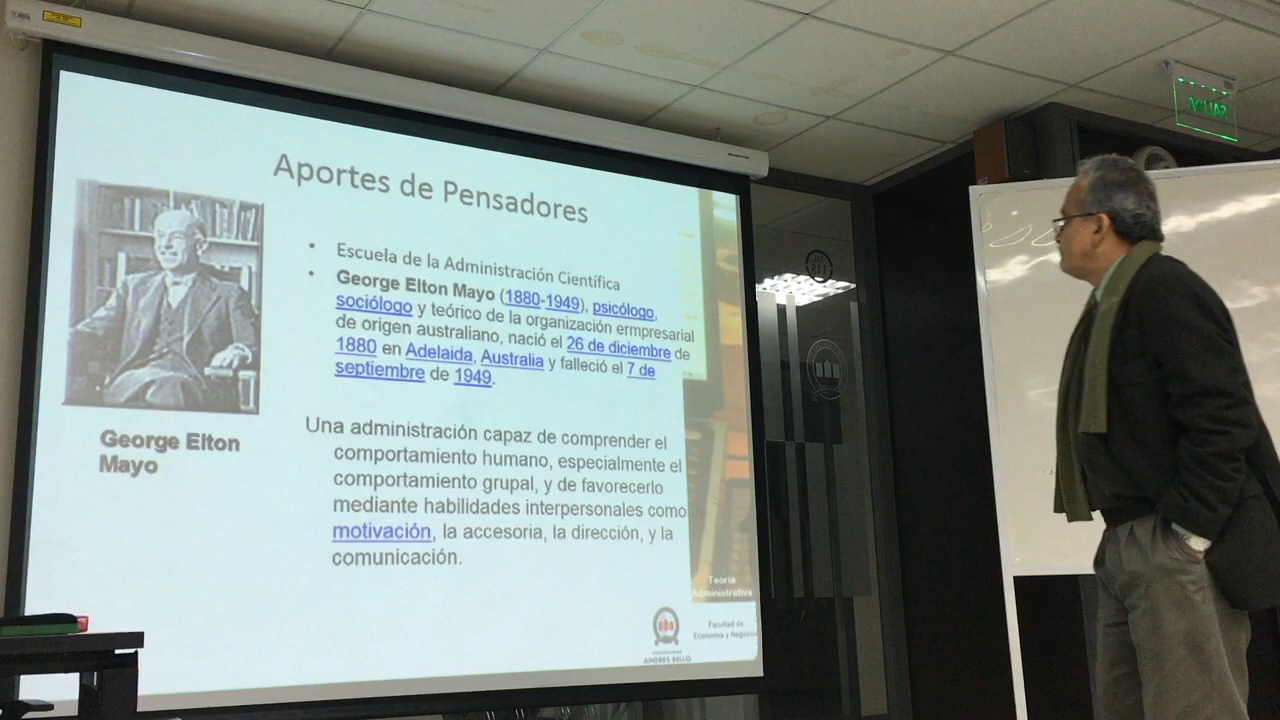 Aportes de Pensadores
• Escuela de la Administración Científica
• George Elton Mayo (1880-1949), psicólogo,
sociólogo y teórico de la organización ermpresarial
de origen australiano, nació el 26 de diciembre de
1880 en Adelaida, Australia y falleció el 7 de
septiembre de 1949.
George Elton
Mayo
Una administración capaz de comprender el
comportamiento humano, especialmente el
comportamiento grupal, y de favorecerlo
mediante habilidades interpersonales como
motivación, la accesoria, la dirección, y la
comunicación.
Teoría
Administrativa
Facultad de
Economía y Negocios
ANDRES BELLO
SALIDA